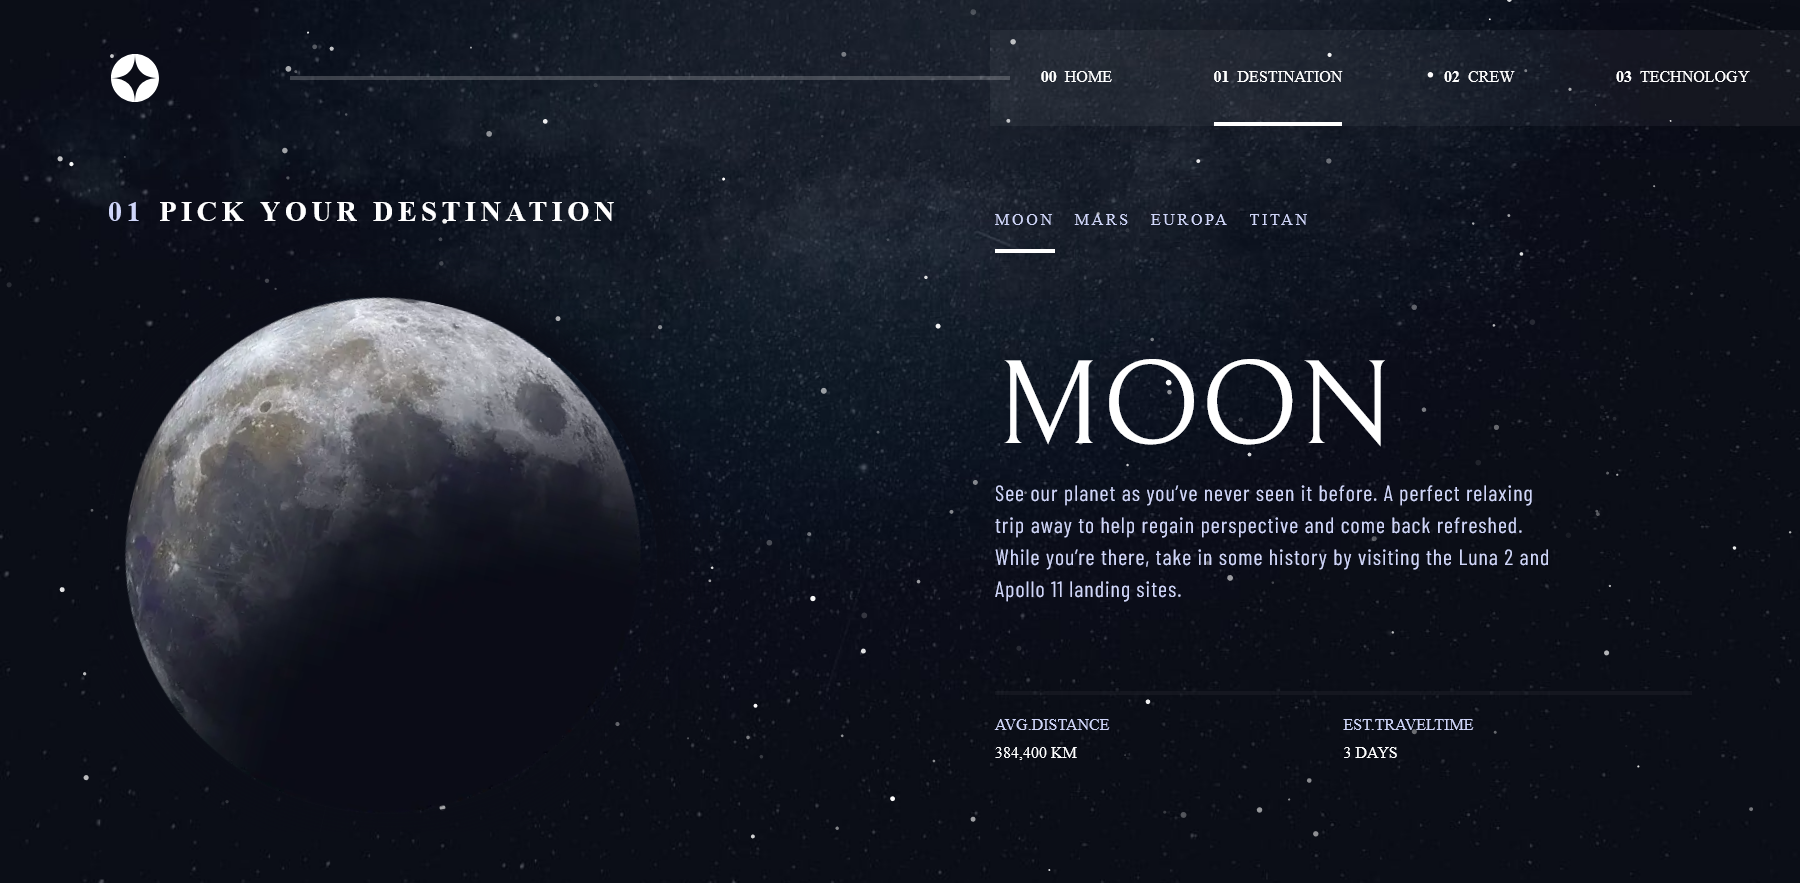 00 HOME 01 DESTINATION 02 CREW 03 TECHNOLOGY
01 PICK YOUR DESTINATION
MOON MARS EUROPA TITAN
MOON
See our planet as you’ve never seen it before. A perfect relaxing
trip away to help regain perspective and come back refreshed.
While you’re there, take in some history by visiting the Luna 2 and
Apollo 11 landing sites.
AVG.DISTANCE
384,400 KM
EST.TRAVELTIME
3 DAYS